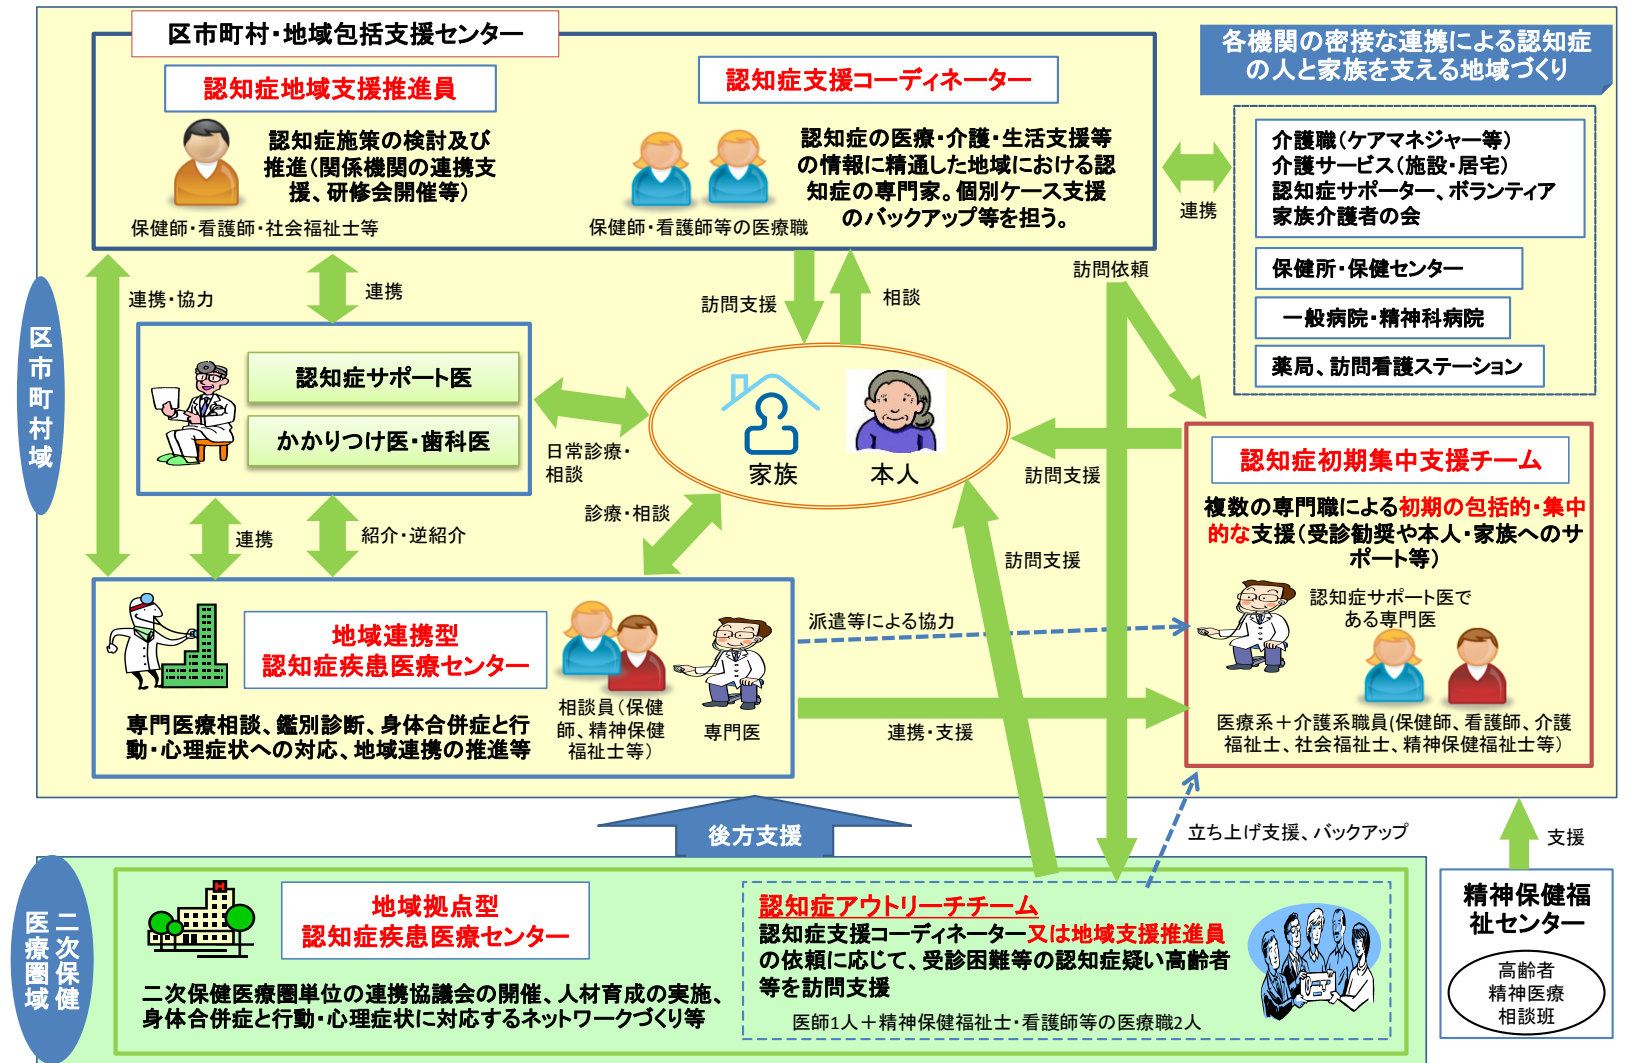 区市町村・地域包括支援センター
認知症地域支援推進員
認知症施策の検討及び
推進(関係機関の連携支
援、研修会開催等)
保健師・看護師・社会福祉士等
認知症支援コーディネーター
認知症の医療・介護・生活支援等
の情報に精通した地域における認
知症の専門家。個別ケース支援
のバックアップ等を担う。
保健師・看護師等の医療職
各機関の密接な連携による認知症
の人と家族を支える地域づくり
連携
介護職(ケアマネジャー等)
介護サービス(施設・居宅)
認知症サポーター、ボランティア
家族介護者の会
保健所・保健センター
一般病院・精神科病院
薬局、訪問看護ステーション
区市町村域
連携・協力
連携
訪問支援
相談
訪問依頼
認知症サポート医
かかりつけ医・歯科医
日常診療・
相談
家族
本人
訪問支援
認知症初期集中支援チーム
複数の専門職による初期の包括的・集中
的な支援(受診勧奨や本人・家族へのサ
ポート等)
認知症サポート医で
ある専門医
医療系+介護系職員(保健師、看護師、介護
福祉士、社会福祉士、精神保健福祉士等)
連携
紹介・逆紹介
診療・相談
訪問支援
地域連携型
認知症疾患医療センター
専門医療相談、鑑別診断、身体合併症と行
動・心理症状への対応、地域連携の推進等
相談員(保健
師、精神保健
福祉士等)
専門医
派遣等による協力
連携・支援
後方支援
立ち上げ支援、バックアップ
支援
二次保健
医療圏域
地域拠点型
認知症疾患医療センター
二次保健医療圏単位の連携協議会の開催、人材育成の実施、
身体合併症と行動・心理症状に対応するネットワークづくり等
認知症アウトリーチチーム
認知症支援コーディネーター又は地域支援推進員
の依頼に応じて、受診困難等の認知症疑い高齢者
等を訪問支援
医師1人+精神保健福祉士・看護師等の医療職2人
精神保健福
祉センター
高齢者
精神医療
相談班